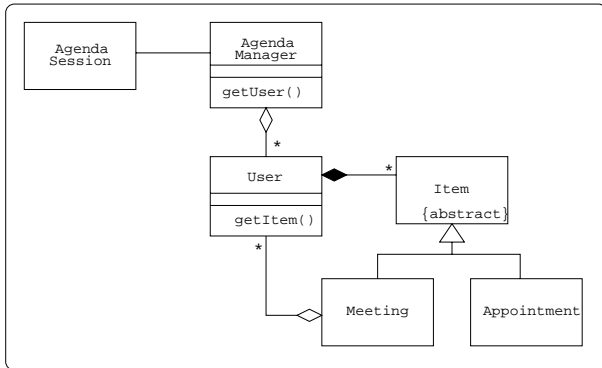 Agenda
Session
Agenda
Manager
getUser()
*
User
getItem()
*
Item
{abstract}
*
Meeting
Appointment